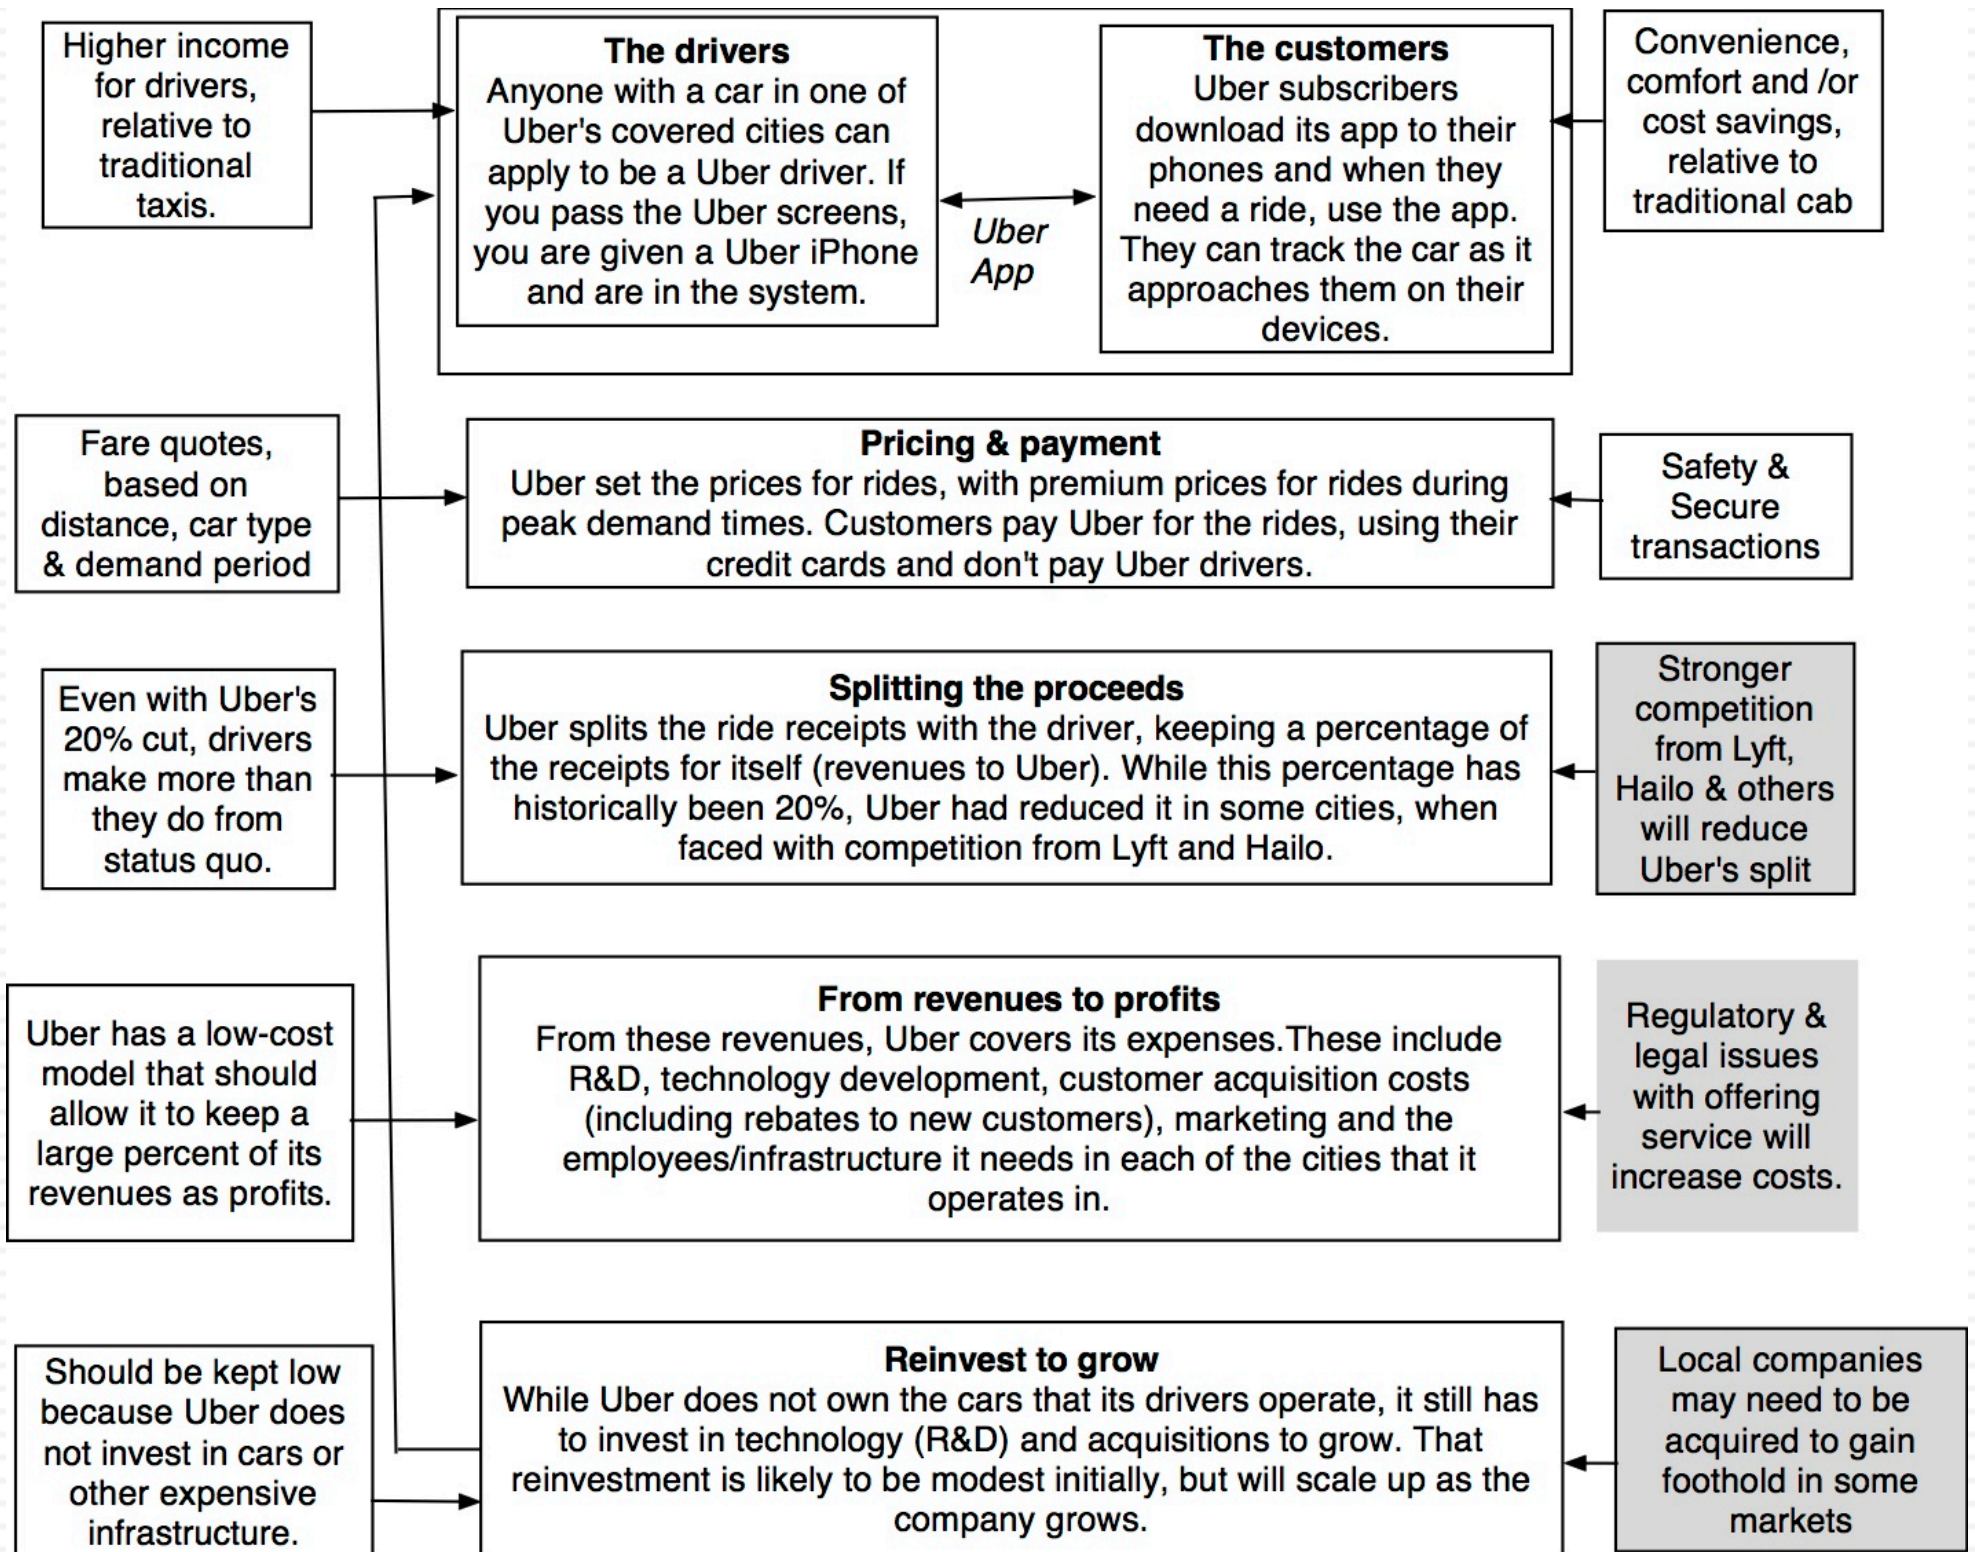 Higher income
for drivers,
relative to
traditional
taxis.
The drivers
Anyone with a car in one of
Uber's covered cities can
apply to be a Uber driver. If
you pass the Uber screens,
you are given a Uber iPhone
and are in the system.
Uber
App
The customers
Uber subscribers
download its app to their
phones and when they
need a ride, use the app.
They can track the car as it
approaches them on their
devices.
Convenience,
comfort and /or
cost savings,
relative to
traditional cab
Fare quotes,
based on
distance, car type
& demand period
Pricing & payment
Uber set the prices for rides, with premium prices for rides during
peak demand times. Customers pay Uber for the rides, using their
credit cards and don't pay Uber drivers.
Safety &
Secure
transactions
Even with Uber's
20% cut, drivers
make more than
they do from
status quo.
Splitting the proceeds
Uber splits the ride receipts with the driver, keeping a percentage of
the receipts for itself (revenues to Uber). While this percentage has
historically been 20%, Uber had reduced it in some cities, when
faced with competition from Lyft and Hailo.
Stronger
competition
from Lyft,
Hailo & others
will reduce
Uber's split
Uber has a low-cost
model that should
allow it to keep a
large percent of its
revenues as profits.
From revenues to profits
From these revenues, Uber covers its expenses.These include
R&D, technology development, customer acquisition costs
(including rebates to new customers), marketing and the
employees/infrastructure it needs in each of the cities that it
operates in.
Regulatory &
legal issues
with offering
service will
increase costs.
Should be kept low
because Uber does
not invest in cars or
other expensive
infrastructure.
Reinvest to grow
While Uber does not own the cars that its drivers operate, it still has
to invest in technology (R&D) and acquisitions to grow. That
reinvestment is likely to be modest initially, but will scale up as the
company grows.
Local companies
may need to be
acquired to gain
foothold in some
markets